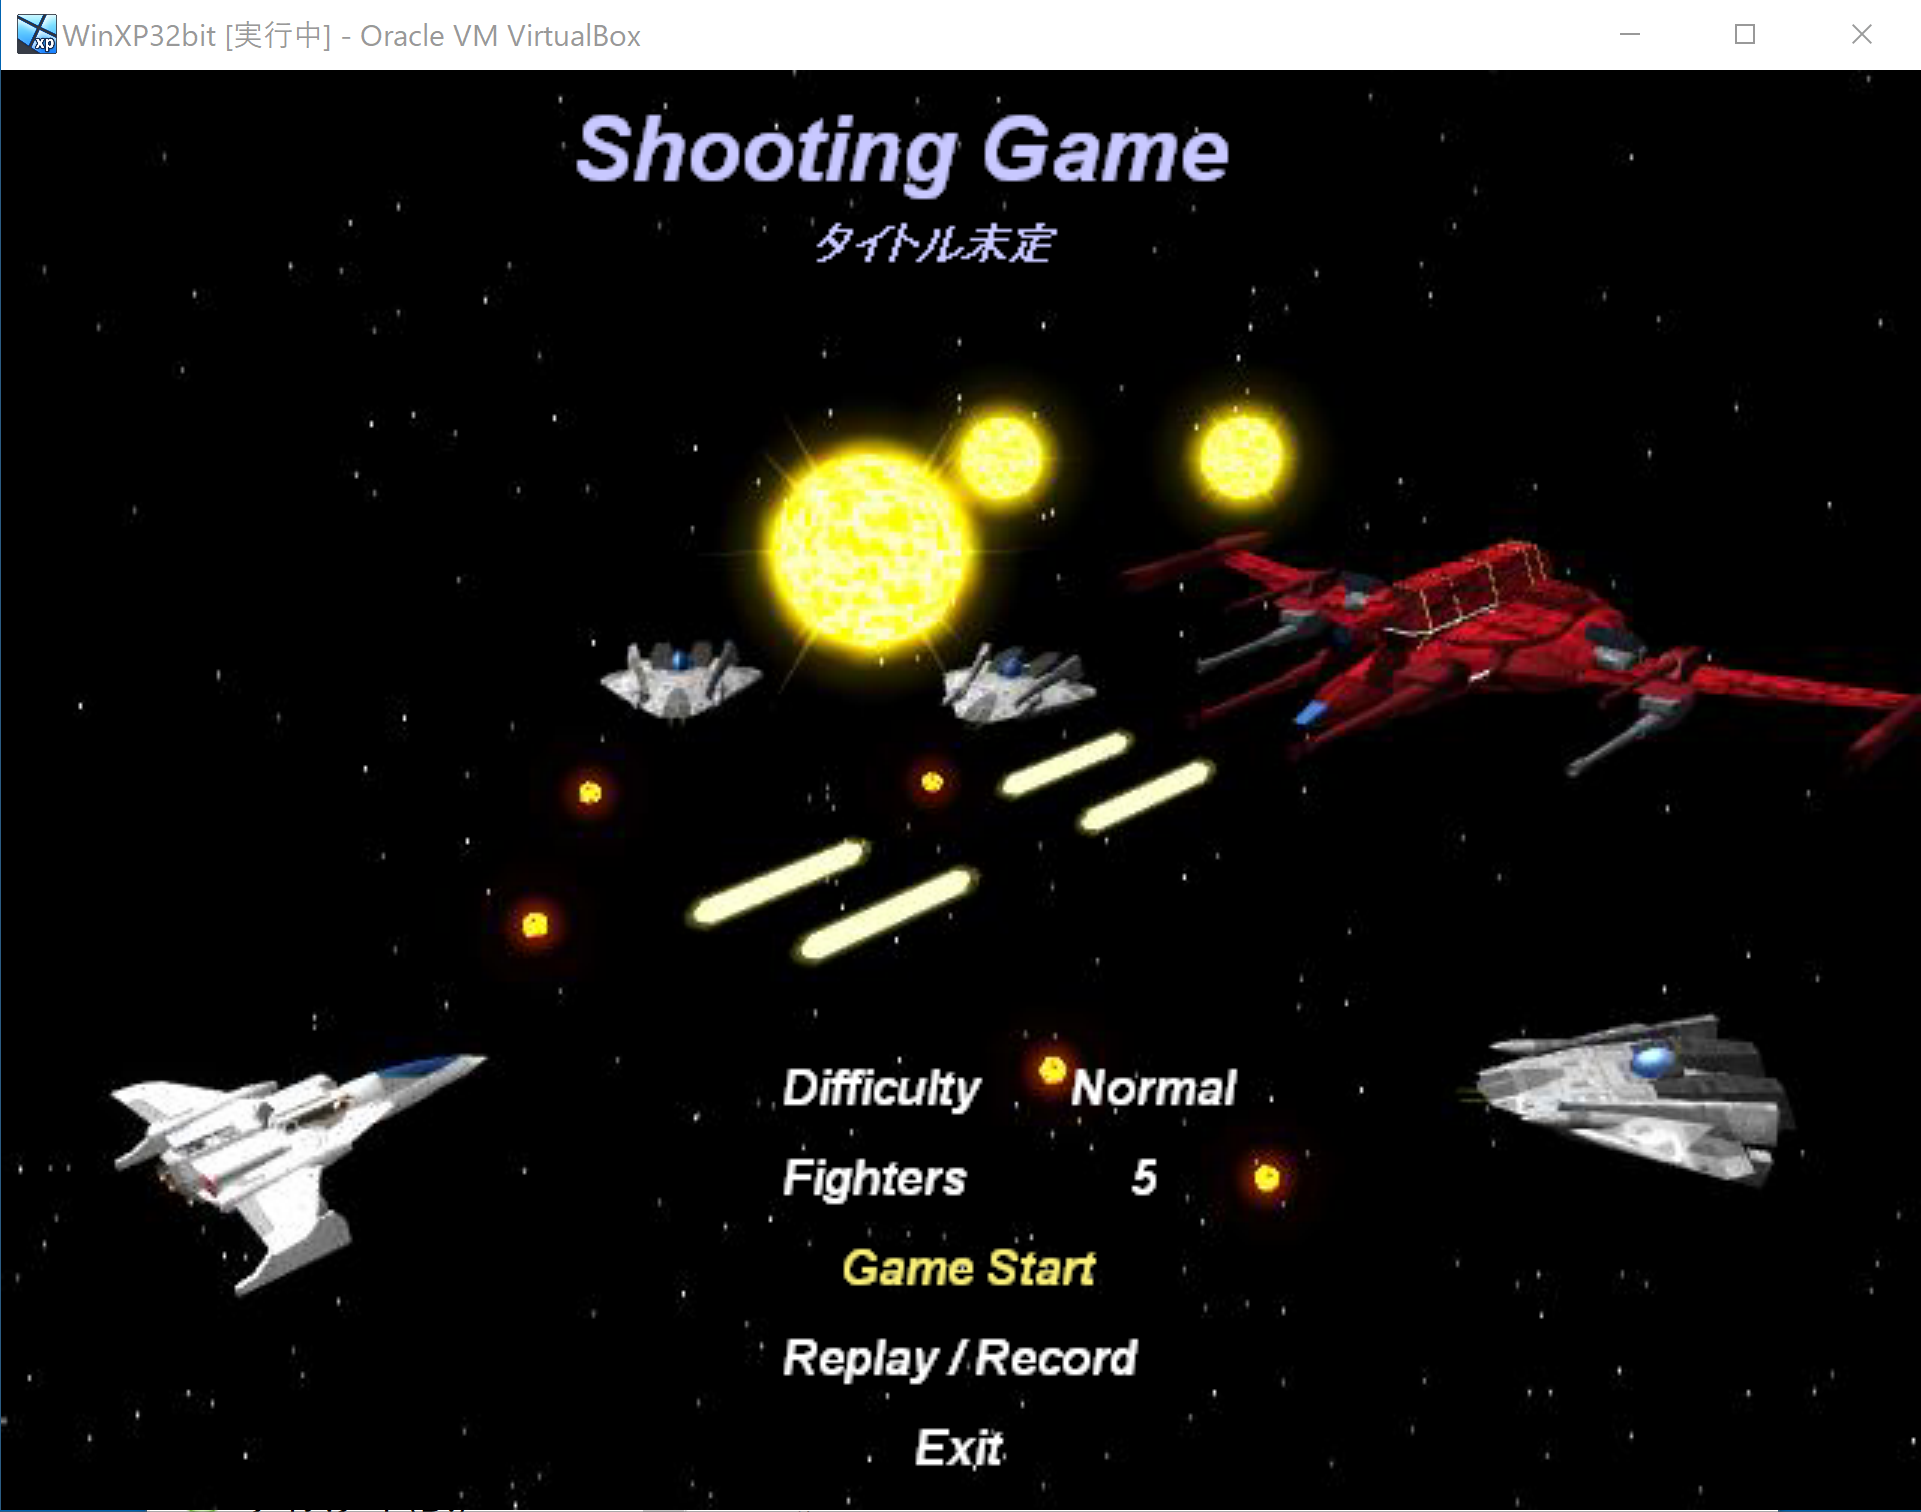 WinXP32bit [実行中] - Oracle VM VirtualBox
Shooting Game
タイトル未定
Difficulty Normal
Fighters 5
Game Start
Replay / Record
Exit